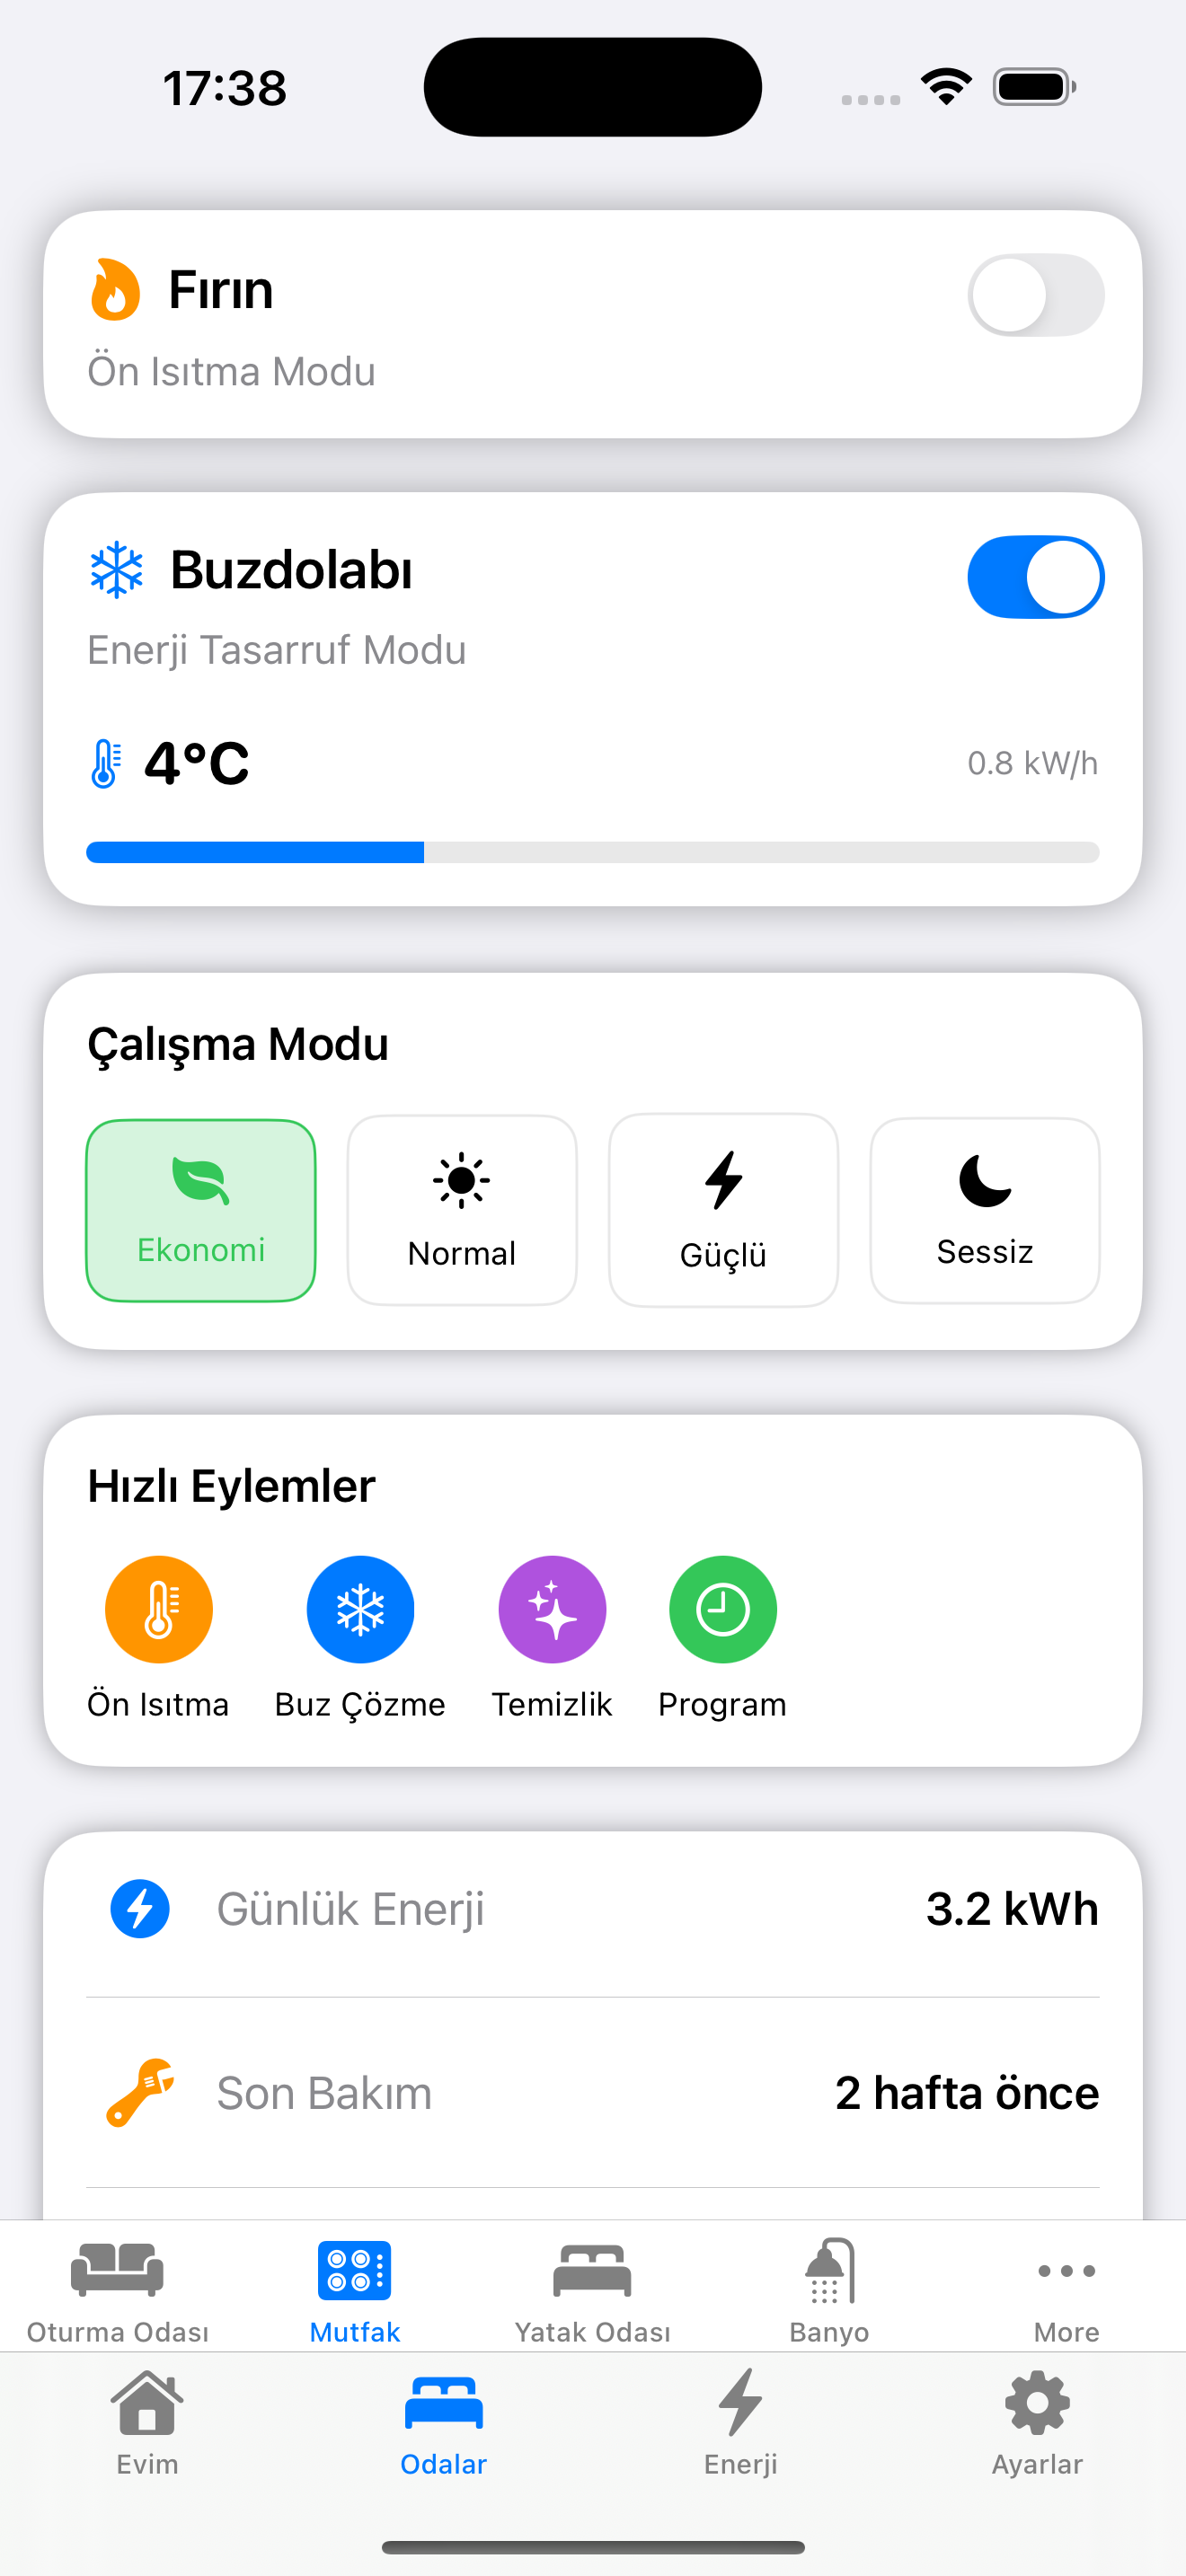 17:38
Fırın
Ön Isıtma Modu
Buzdolabı
Enerji Tasarruf Modu
4°C
0.8 kW/h
Çalışma Modu
Ekonomi
Normal
Güçlü
Sessiz
Hızlı Eylemler
Ön Isıtma
Buz Çözme
Temizlik
Program
Günlük Enerji
3.2 kWh
Son Bakım
2 hafta önce
Oturma Odası
Mutfak
Yatak Odası
Banyo
More
Evim
Odalar
Enerji
Ayarlar